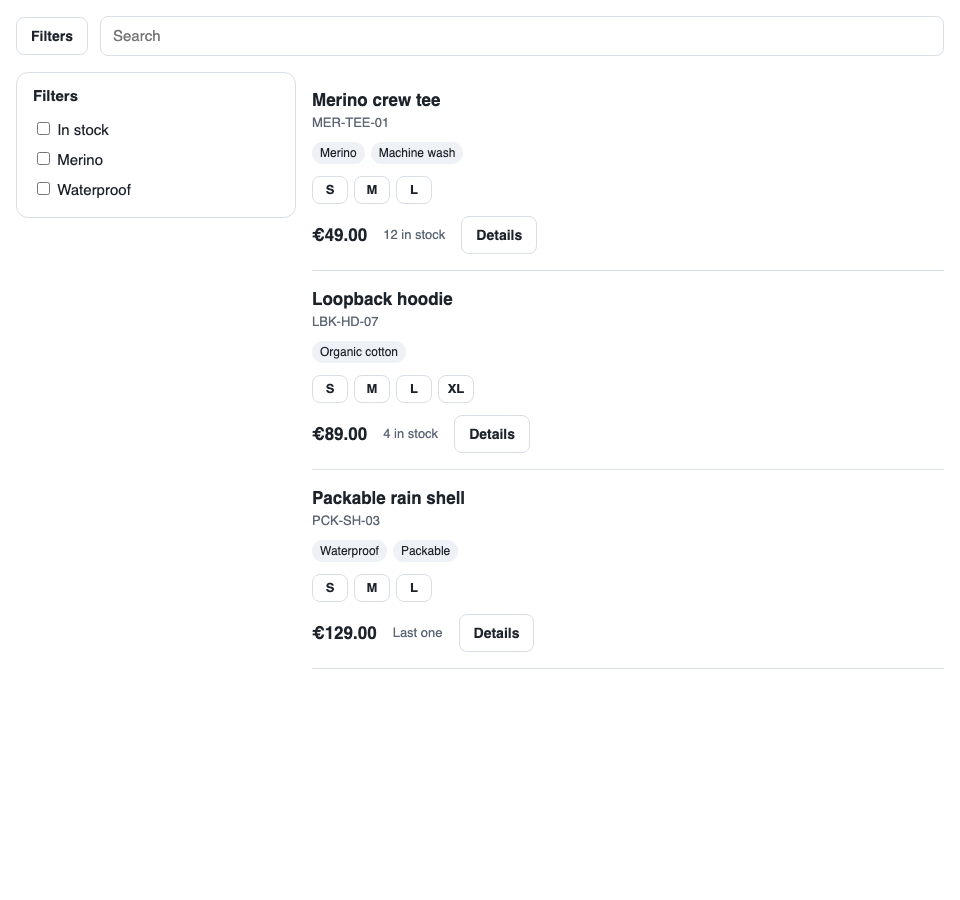 Filters
Search
Filters
In stock
Merino
Waterproof
Merino crew tee
MER-TEE-01
Merino Machine wash
S M L
€49.00 12 in stock Details
Loopback hoodie
LBK-HD-07
Organic cotton
S M L XL
€89.00 4 in stock Details
Packable rain shell
PCK-SH-03
Waterproof Packable
S M L
€129.00 Last one Details